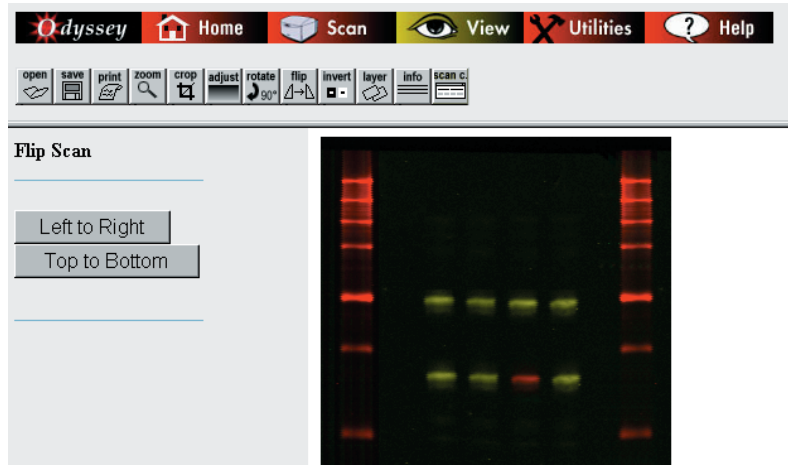 Odyssey Home Scan View Utilities ? Help
open save print zoom crop adjust rotate flip invert layer info scan c.
90°
Flip Scan
Left to Right
Top to Bottom